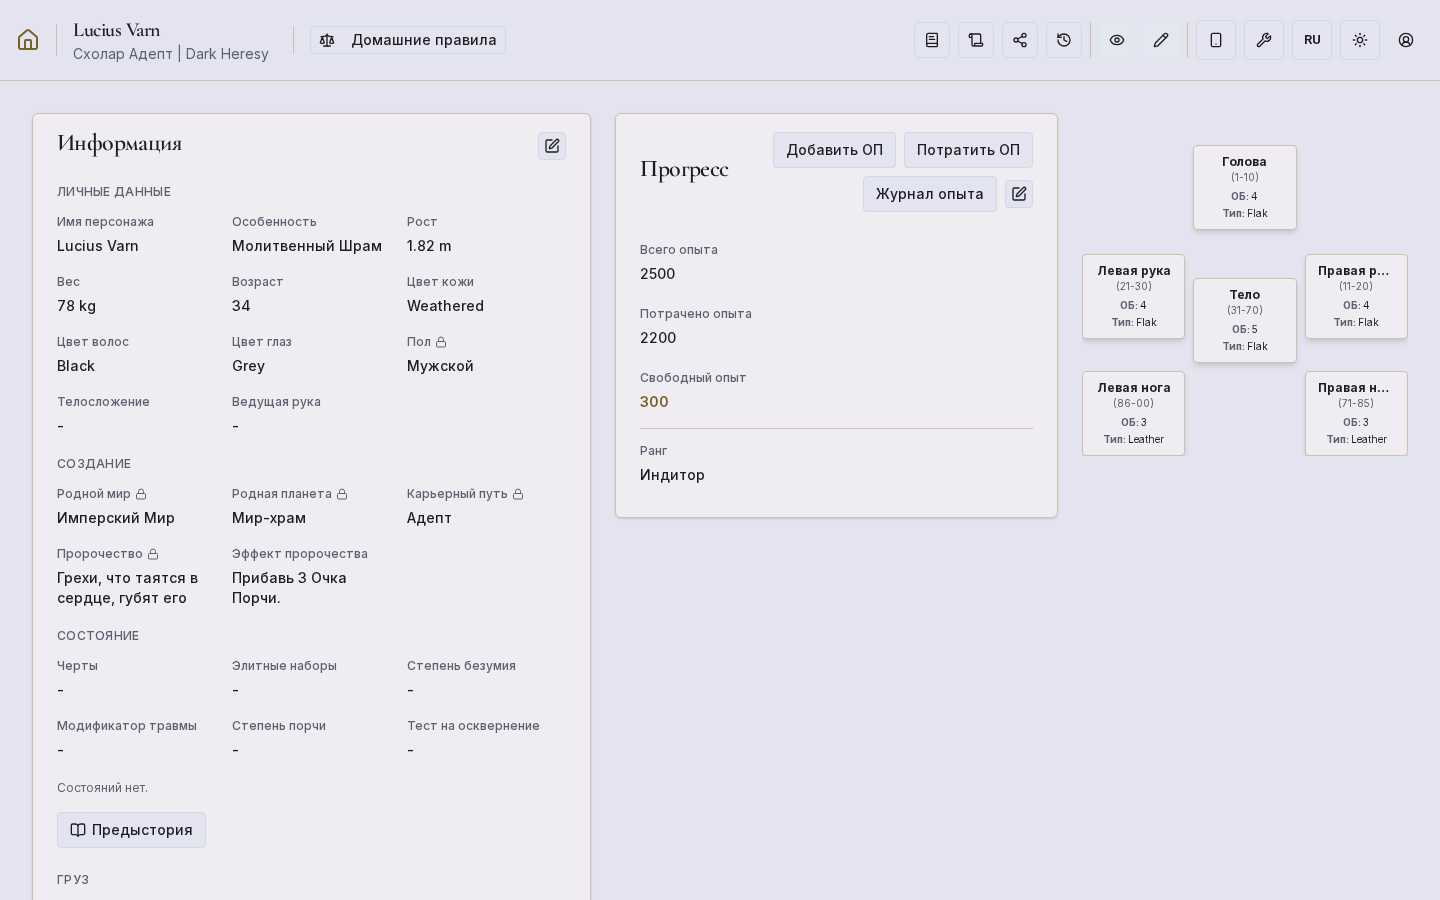 Lucius Varn
Схолар Адепт | Dark Heresy
Домашние правила
RU
Информация
ЛИЧНЫЕ ДАННЫЕ
Имя персонажа
Lucius Varn
Особенность
Молитвенный Шрам
Рост
1.82 m
Вес
78 kg
Возраст
34
Цвет кожи
Weathered
Цвет волос
Black
Цвет глаз
Grey
Пол
Мужской
Телосложение
-
Ведущая рука
-
СОЗДАНИЕ
Родной мир
Имперский Мир
Родная планета
Мир-храм
Карьерный путь
Адепт
Пророчество
Грехи, что таятся в
сердце, губят его
Эффект пророчества
Прибавь 3 Очка
Порчи.
СОСТОЯНИЕ
Черты
-
Элитные наборы
-
Степень безумия
-
Модификатор травмы
-
Степень порчи
-
Тест на осквернение
-
Состояний нет.
Предыстория
ГРУЗ
Прогресс
Добавить ОП
Потратить ОП
Журнал опыта
Всего опыта
2500
Потрачено опыта
2200
Свободный опыт
300
Ранг
Индитор
Голова
(1-10)
ОБ: 4
Тип: Flak
Левая рука
(21-30)
ОБ: 4
Тип: Flak
Тело
(31-70)
ОБ: 5
Тип: Flak
Правая р...
(11-20)
ОБ: 4
Тип: Flak
Левая нога
(86-00)
ОБ: 3
Тип: Leather
Правая н...
(71-85)
ОБ: 3
Тип: Leather